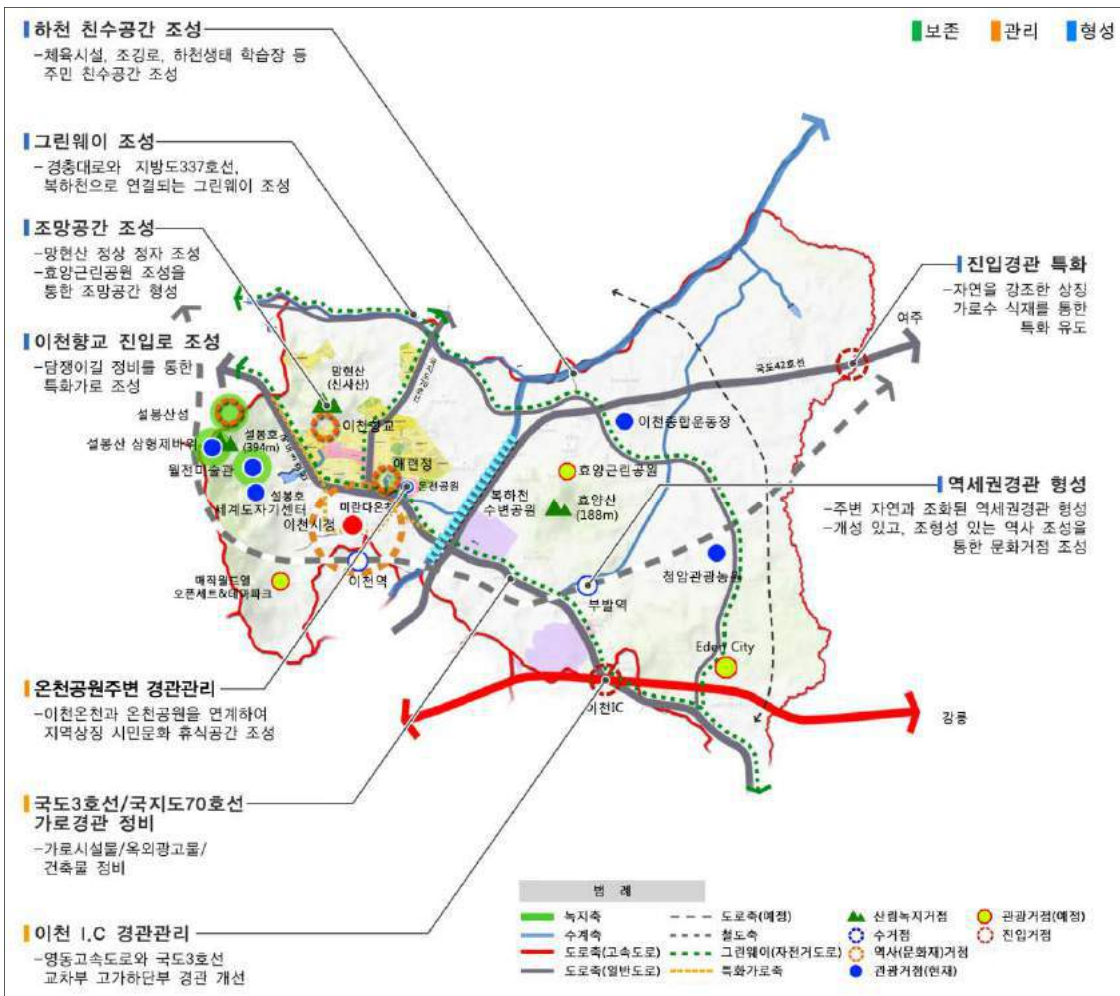 하천 친수공간 조성
-체육시설, 조깅로, 하천생태 학습장 등
주민 친수공간 조성
그린웨이 조성
-경충대로와 지방도337호선,
복하천으로 연결되는 그린웨이 조성
조망공간 조성
-망현산 정상 정자 조성
-효양근린공원 조성을
통한 조망공간 형성
이천향교 진입로 조성
-담쟁이길 정비를 통한
특화가로 조성
보존
관리
형성
진입경관 특화
-자연을 강조한 상징
가로수 식재를 통한
특화 유도
역세권경관 형성
-주변 자연과 조화된 역세권경관 형성
-개성 있고, 조형성 있는 역사 조성을
통한 문화거점 조성
여주
국도42호선
망현산
(신사산)
이천향교
설봉산성
설봉산 삼형제바위
설봉호
(394m)
월전미술관
설봉호
세계도자기센터
애련정
온천공원
미란다온천
이천시청
이천역
매직월드앤
오픈세트&테마파크
복하천
수변공원
이천종합운동장
효양근린공원
효양산
(188m)
부발역
청암관광농원
Eden City
이천IC
강릉
온천공원주변 경관관리
-이천온천과 온천공원을 연계하여
지역상징 시민문화 휴식공간 조성
국도3호선/국지도70호선
가로경관 정비
-가로시설물/옥외광고물/
건축물 정비
이천 I.C 경관관리
-영동고속도로와 국도3호선
교차부 고가하단부 경관 개선
범 례
녹지축
수계축
도로축(고속도로)
도로축(일반도로)
도로축(예정)
철도축
그린웨이(자전거도로)
특화가로축
산림녹지거점
수거점
역사(문화재)거점
관광거점(현재)
관광거점(예정)
진입거점